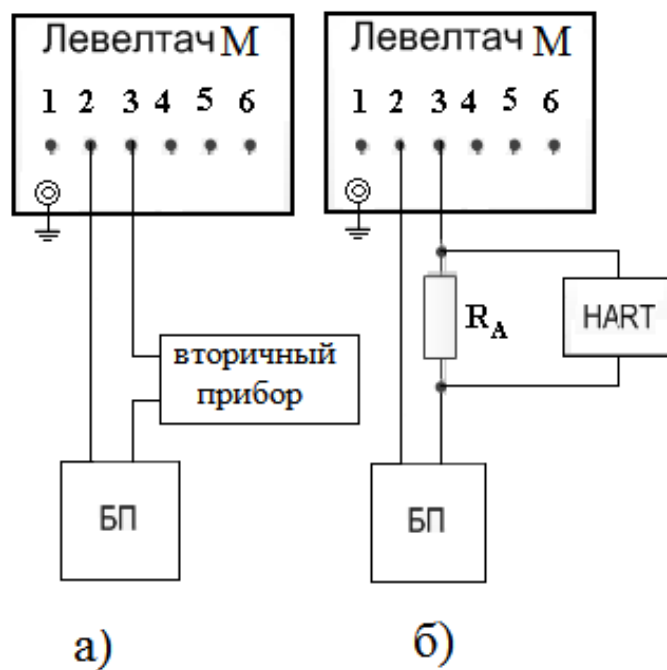 Левелтач М
1 2 3 4 5 6
вторичный
прибор
БП
а)
Левелтач М
1 2 3 4 5 6
R_A
HART
БП
б)